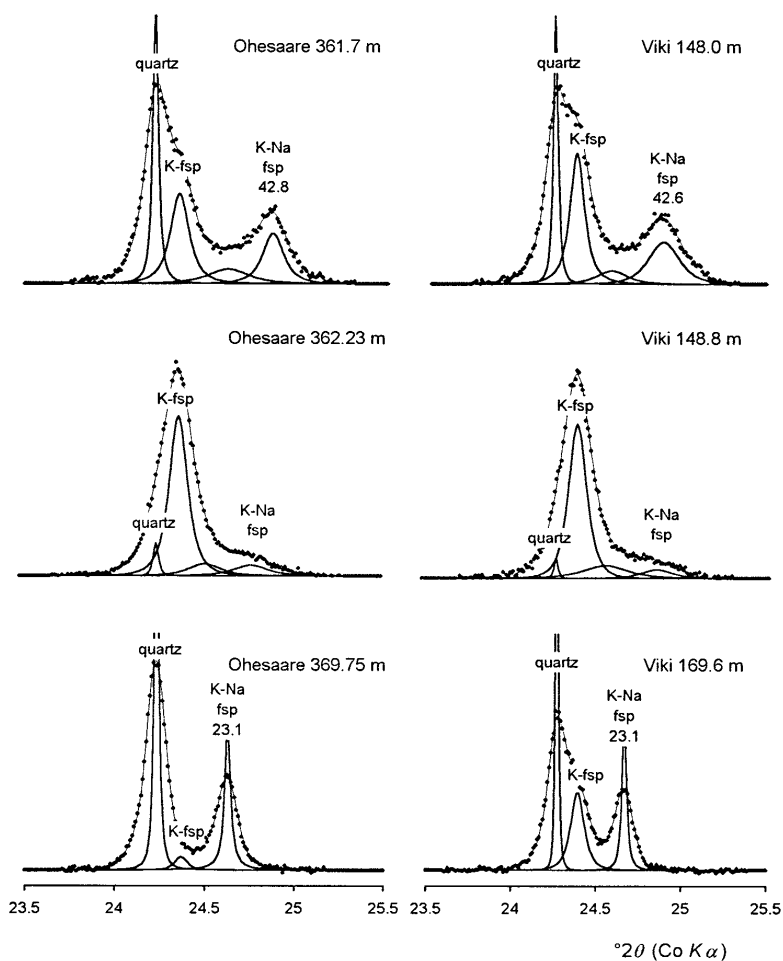 Ohesaare 361.7 m
quartz
K-fsp
K-Na
fsp
42.8
Viki 148.0 m
quartz
K-fsp
K-Na
fsp
42.6
Ohesaare 362.23 m
K-fsp
quartz
K-Na
fsp
Viki 148.8 m
K-fsp
quartz
K-Na
fsp
Ohesaare 369.75 m
quartz
K-Na
fsp
23.1
K-fsp
Viki 169.6 m
quartz
K-Na
fsp
23.1
K-fsp
23.5 24 24.5 25 25.5
23.5 24 24.5 25 25.5
°2θ (Co Kα)